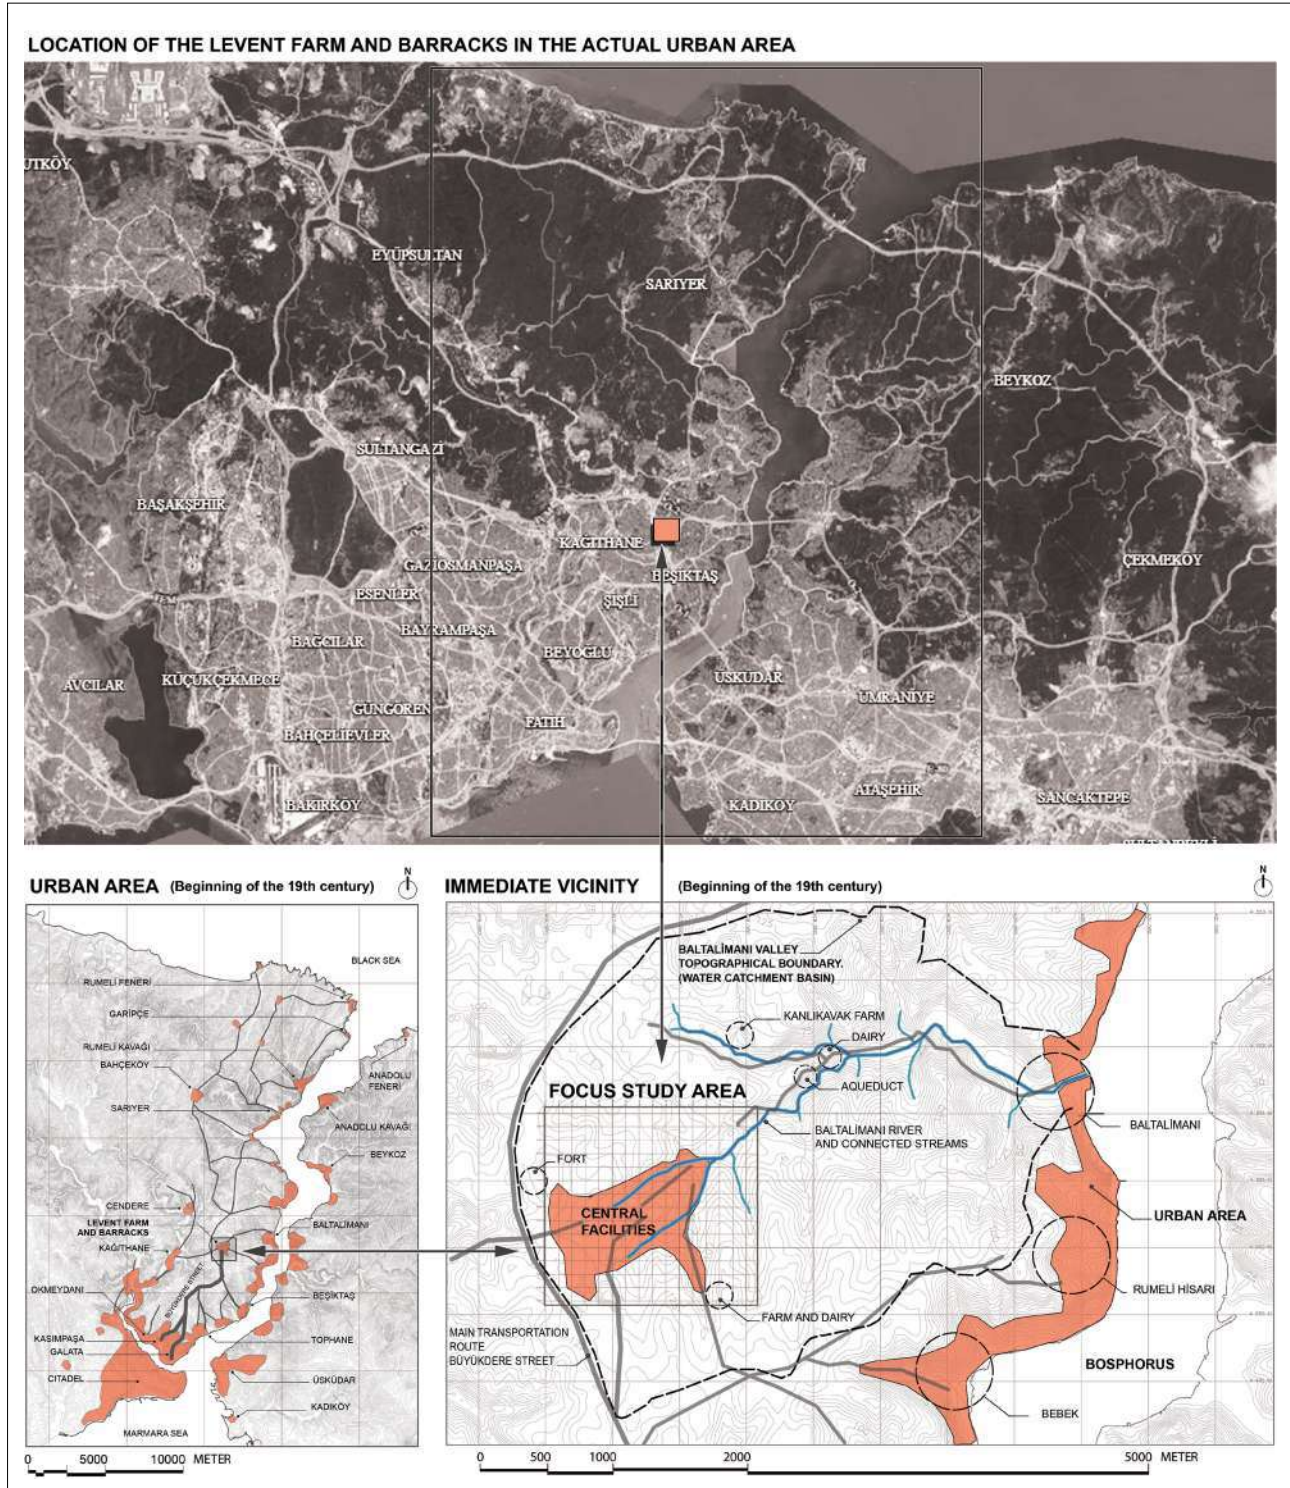 LOCATION OF THE LEVENT FARM AND BARRACKS IN THE ACTUAL URBAN AREA
UTKÖY
EYÜPSULTAN
SARIYER
BEYKOZ
SULTANGAZİ
BAŞAKŞEHİR
KAĞITHANE
GAZİOSMANPAŞA
BEŞİKTAŞ
ÇEKMEKÖY
ESENLER
TEM
ŞİŞLİ
BAYRAMPAŞA
BAĞCILAR
BEYOĞLU
AVCILAR
KÜÇÜKÇEKMECE
ÜSKÜDAR
ÜMRANİYE
GÜNGÖREN
FATİH
BAHÇELİEVLER
BAKIRKÖY
KADIKÖY
ATAŞEHİR
SANCAKTEPE
URBAN AREA (Beginning of the 19th century)
N
BLACK SEA
RUMELİ FENERİ
GARİPÇE
RUMELİ KAVAĞI
BAHÇEKÖY
ANADOLU
FENERİ
SARIYER
ANADOLU KAVAĞI
BEYKOZ
CENDERE
LEVENT FARM
AND BARRACKS
BALTALİMANI
KAĞITHANE
OKMEYDANI
BÜYÜKDERE STREET
BEŞİKTAŞ
KASIMPAŞA
TOPHANE
GALATA
CITADEL
ÜSKÜDAR
KADIKÖY
MARMARA SEA
0 5000 10000 METER
IMMEDIATE VICINITY (Beginning of the 19th century)
N
BALTALİMANI VALLEY
TOPOGRAPHICAL BOUNDARY.
(WATER CATCHMENT BASIN)
KANLIKAVAK FARM
DAIRY
FOCUS STUDY AREA
AQUEDUCT
BALTALİMANI RIVER
AND CONNECTED STREAMS
BALTALİMANI
FORT
CENTRAL
FACILITIES
URBAN AREA
RUMELİ HİSARI
FARM AND DAIRY
MAIN TRANSPORTATION
ROUTE
BÜYÜKDERE STREET
BOSPHORUS
BEBEK
0 500 1000 2000 5000 METER